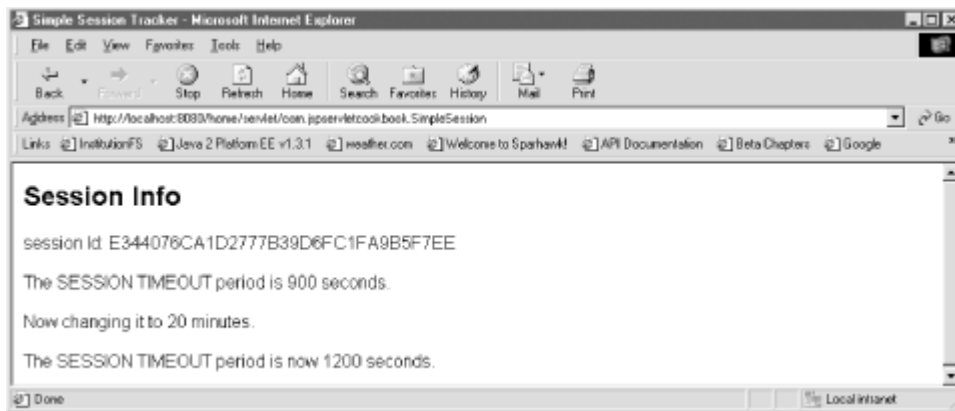 Simple Session Tracker - Microsoft Internet Explorer
File Edit View Favorites Tools Help
Back Forward Stop Refresh Home Search Favorites History Mail Print
Address http://localhost:8080/home/servlet/com.jspservletcookbook.SimpleSession Go
Links InstitutionFS Java 2 Platform EE v1.3.1 weather.com Welcome to Sparhawk! API Documentation Beta Chapters Google
Session Info
session Id: E344076CA1D2777B39D6FC1FA9B5F7EE
The SESSION TIMEOUT period is 900 seconds.
Now changing it to 20 minutes.
The SESSION TIMEOUT period is now 1200 seconds.
Done Local intranet